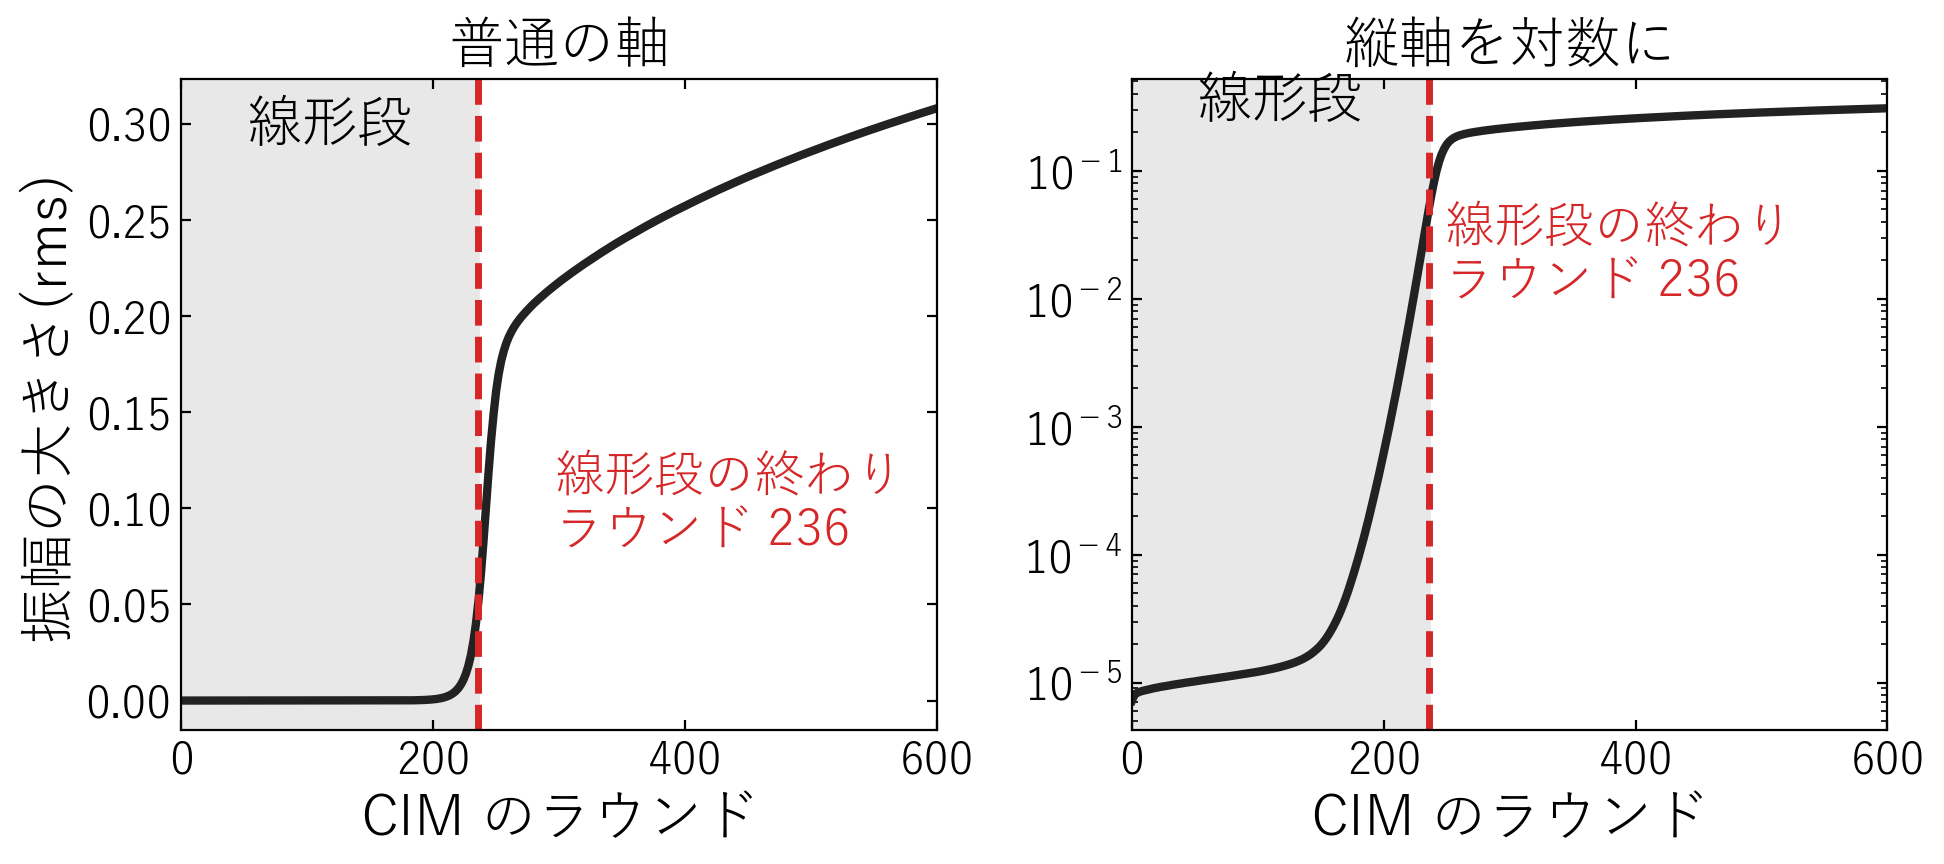 普通の軸
線形段
0.30
0.25
0.20
0.15
0.10
0.05
0.00
振幅の大きさ(rms)
線形段の終わり
ラウンド 236
0
200
400
600
CIM のラウンド
縦軸を対数に
線形段
10⁻¹
10⁻²
10⁻³
10⁻⁴
10⁻⁵
線形段の終わり
ラウンド 236
0
200
400
600
CIM のラウンド